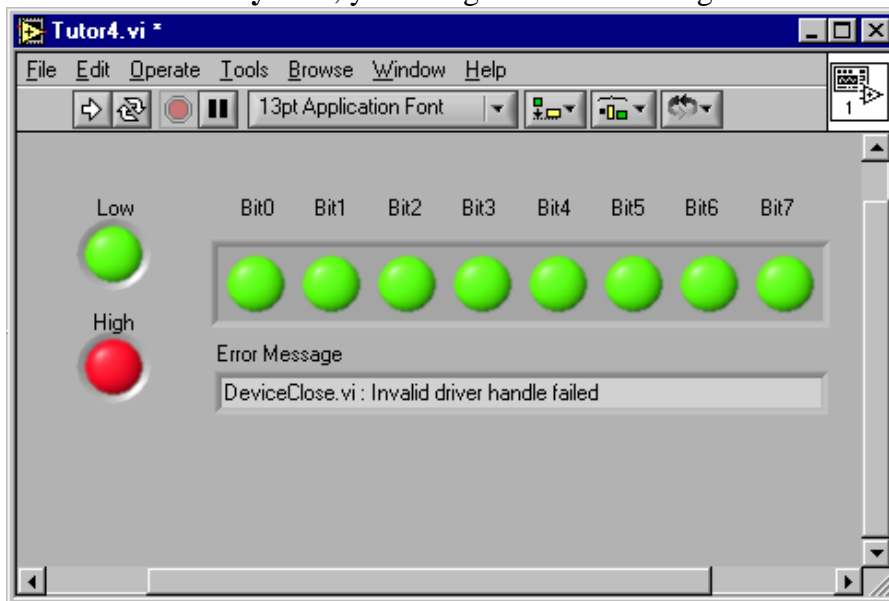 Tutor4.vi *
File Edit Operate Tools Browse Window Help
13pt Application Font
1
Low Bit0 Bit1 Bit2 Bit3 Bit4 Bit5 Bit6 Bit7
High
Error Message
DeviceClose.vi : Invalid driver handle failed